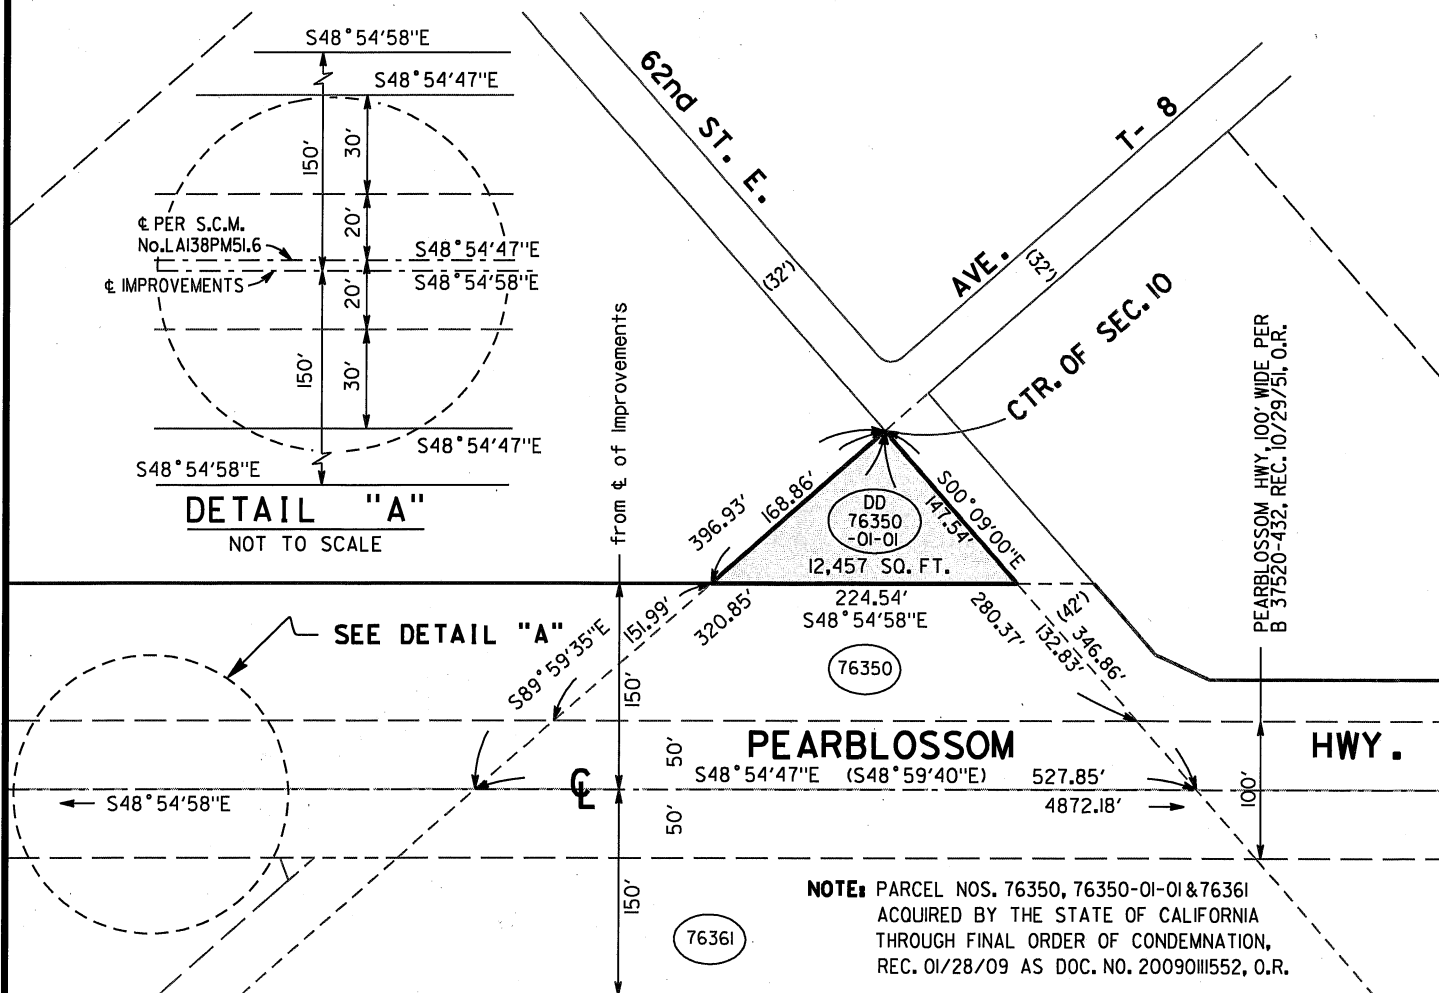 S48°54'58"E
S48°54'47"E
150'
30'
20'
℄ PER S.C.M.
No.LA138PM51.6
S48°54'47"E
℄ IMPROVEMENTS
S48°54'58"E
20'
150'
30'
S48°54'47"E
S48°54'58"E
DETAIL "A"
NOT TO SCALE
62nd ST. E.
(32')
AVE. T- 8
(32')
CTR. OF SEC. 10
from ℄ of Improvements
PEARBLOSSOM HWY, 100' WIDE PER
B 37520-432, REC. 10/29/51, O.R.
396.93'
168.86'
DD
76350
-01-01
S00°09'00"E
147.54'
12,457 SQ. FT.
224.54'
S48°54'58"E
SEE DETAIL "A"
S89°59'35"E
151.99'
320.85'
280.37'
(42')
346.86'
132.83'
76350
150'
50'
PEARBLOSSOM HWY.
℄
S48°54'47"E (S48°59'40"E) 527.85'
S48°54'58"E
4872.18'
100'
50'
150'
76361
NOTE: PARCEL NOS. 76350, 76350-01-01 & 76361
ACQUIRED BY THE STATE OF CALIFORNIA
THROUGH FINAL ORDER OF CONDEMNATION,
REC. 01/28/09 AS DOC. NO. 20090111552, O.R.